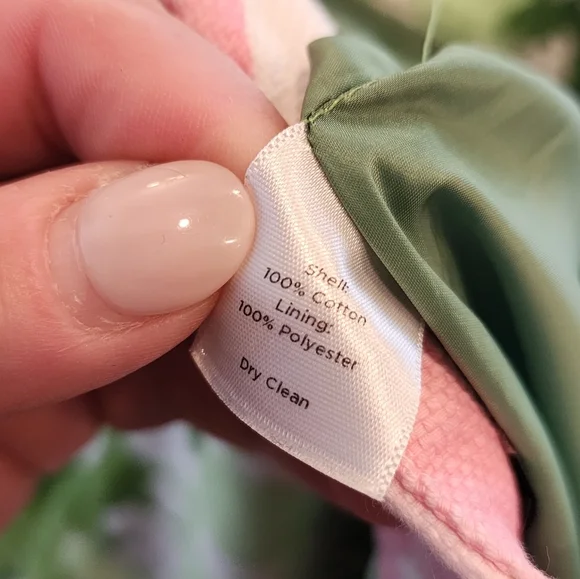 Shell:
100% Cotton
Lining:
100% Polyester
Dry Clean